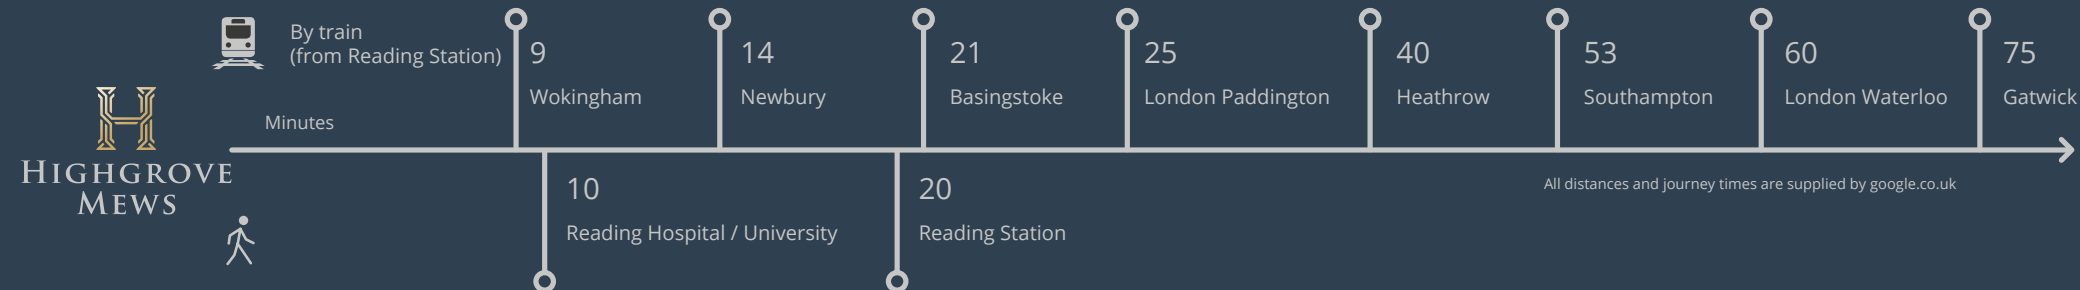 By train
(from Reading Station)
9
Wokingham
14
Newbury
21
Basingstoke
25
London Paddington
40
Heathrow
53
Southampton
60
London Waterloo
75
Gatwick
Minutes
HIGHGROVE
MEWS
10
Reading Hospital / University
20
Reading Station
All distances and journey times are supplied by google.co.uk